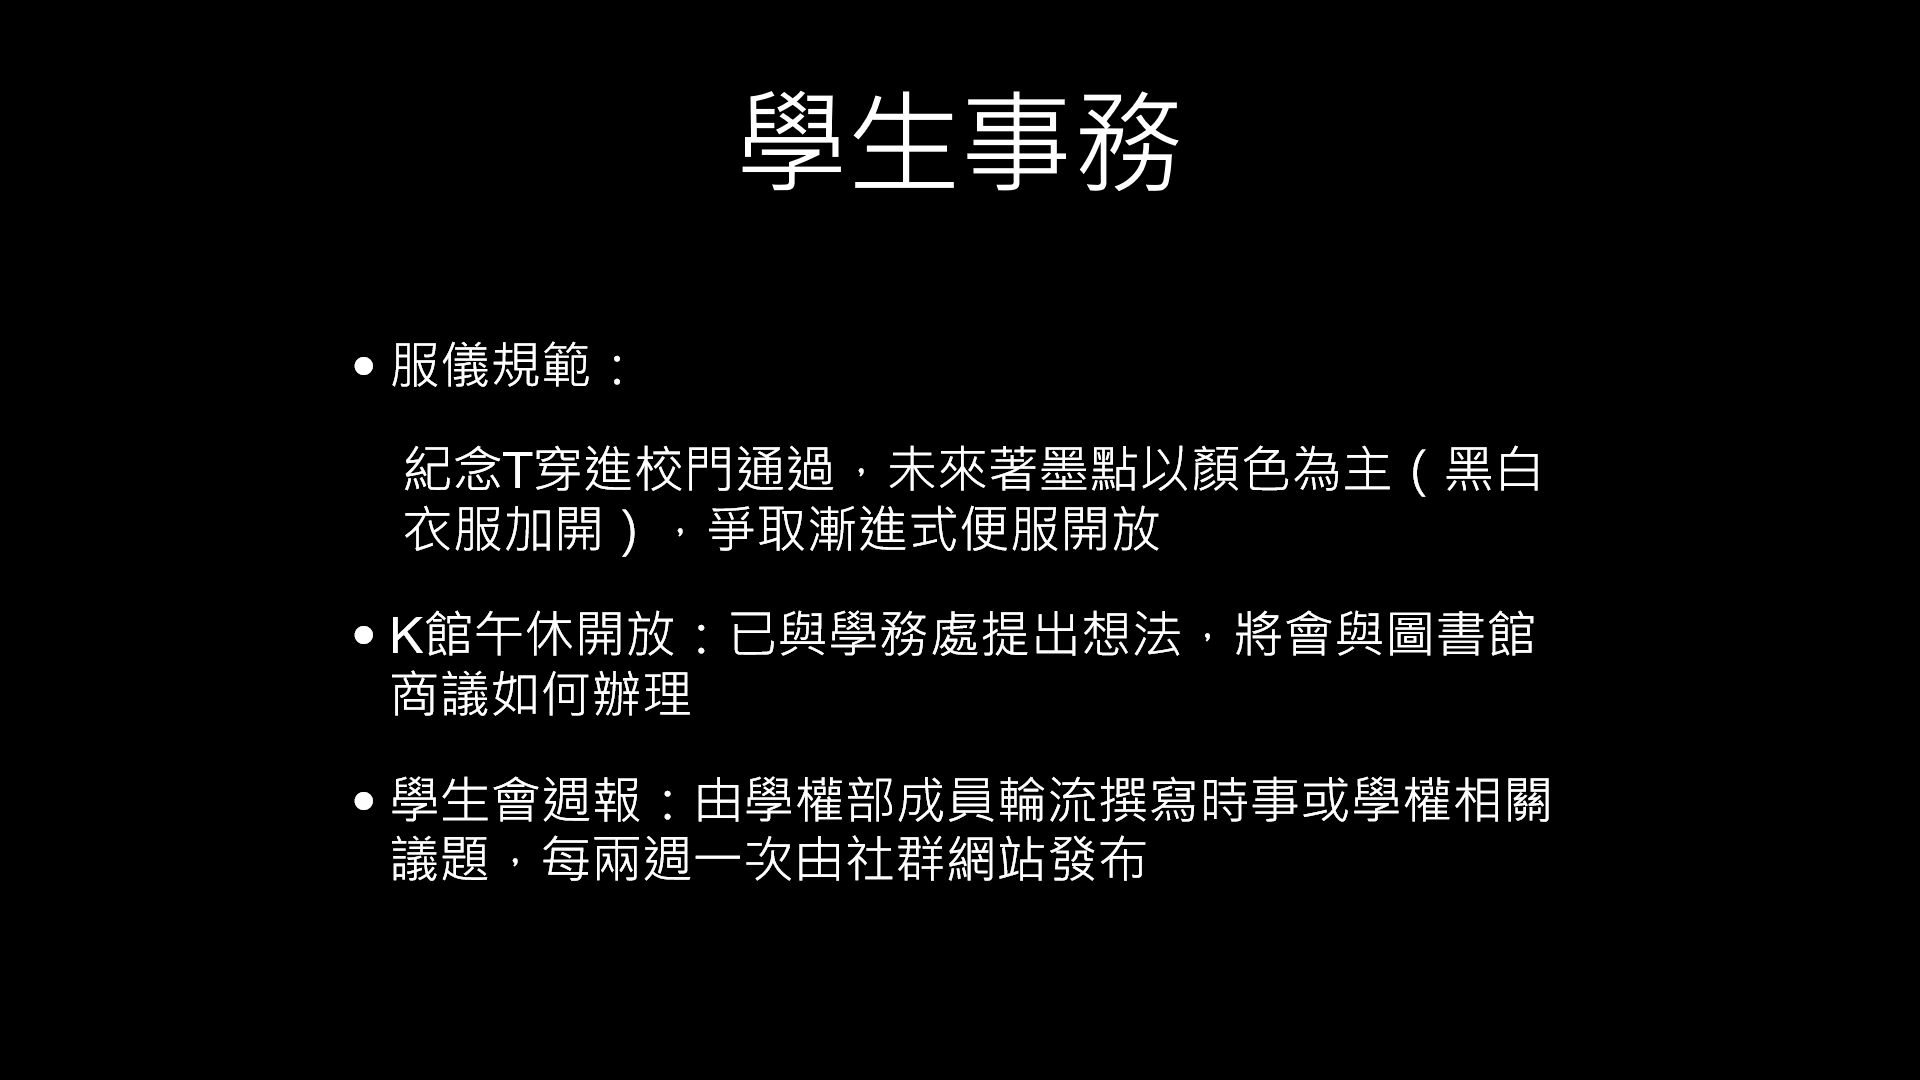 學生事務
• 服儀規範：
紀念T穿進校門通過，未來著墨點以顏色為主（黑白
衣服加開），爭取漸進式便服開放
• K館午休開放：已與學務處提出想法，將會與圖書館
商議如何辦理
• 學生會週報：由學權部成員輪流撰寫時事或學權相關
議題，每兩週一次由社群網站發布